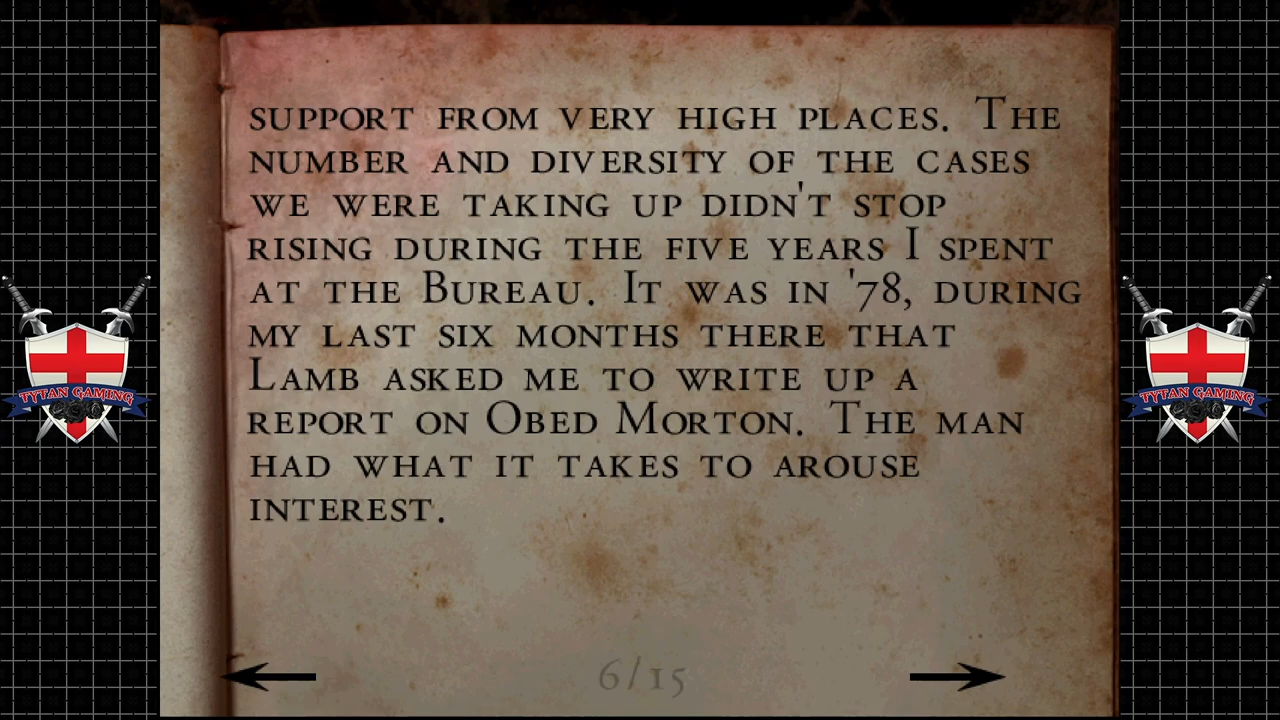 SUPPORT FROM VERY HIGH PLACES. THE
NUMBER AND DIVERSITY OF THE CASES
WE WERE TAKING UP DIDN'T STOP
RISING DURING THE FIVE YEARS I SPENT
AT THE BUREAU. IT WAS IN '78, DURING
MY LAST SIX MONTHS THERE THAT
LAMB ASKED ME TO WRITE UP A
REPORT ON OBED MORTON. THE MAN
HAD WHAT IT TAKES TO AROUSE
INTEREST.
6/15
TYTAN GAMING
TYTAN GAMING